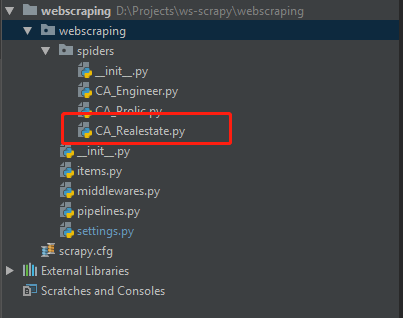 webscraping D:\Projects\ws-scrapy\webscraping
webscraping
spiders
__init__.py
CA_Engineer.py
CA_Prolic.py
CA_Realestate.py
__init__.py
items.py
middlewares.py
pipelines.py
settings.py
scrapy.cfg
External Libraries
Scratches and Consoles